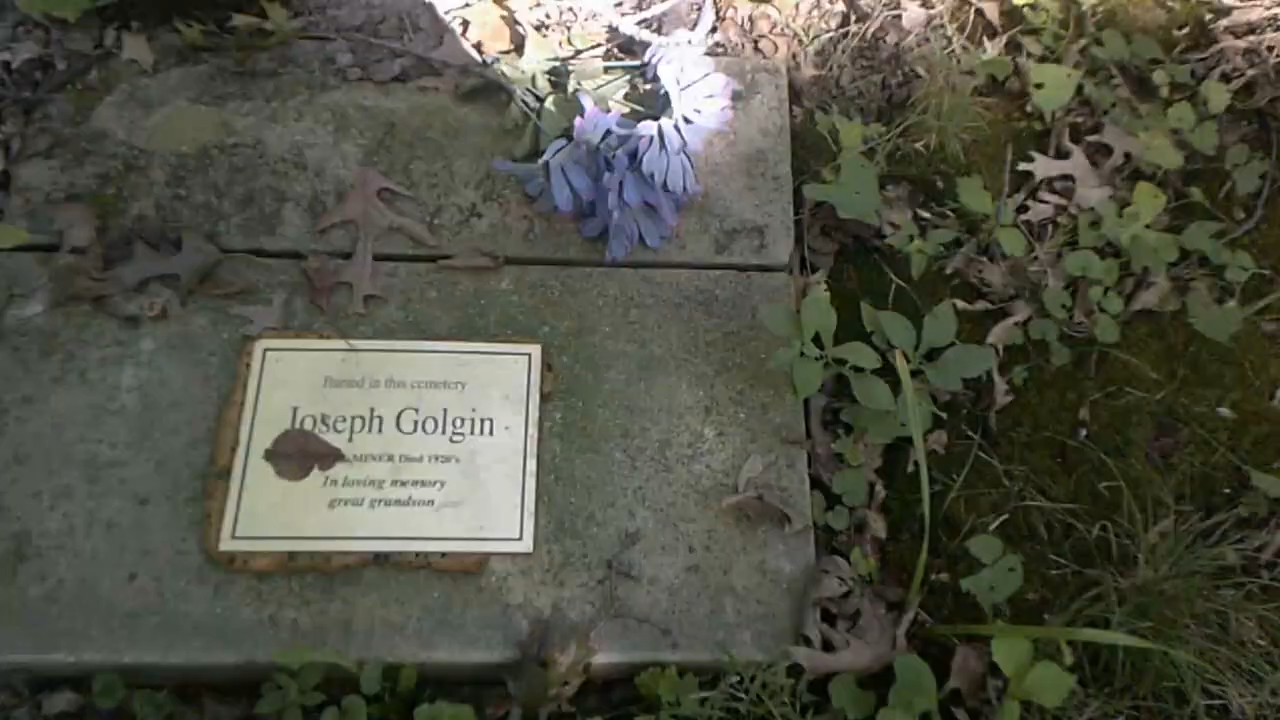 Buried in this cemetery
Joseph Golgin
MINER Died 1920's
In loving memory
great grandson